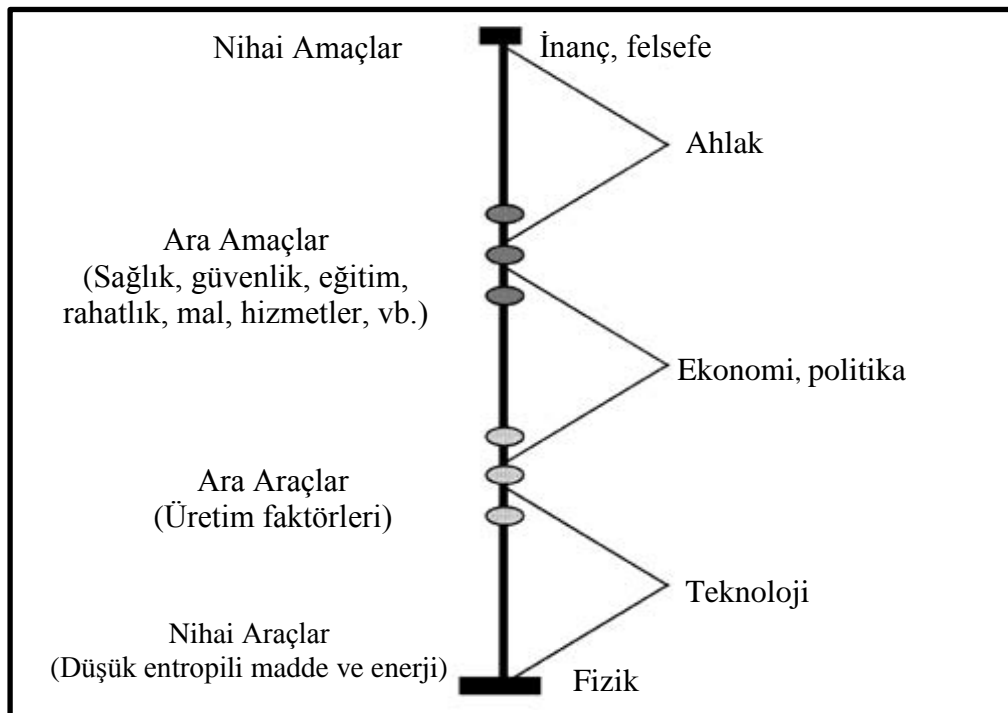 Nihai Amaçlar
İnanç, felsefe
Ahlak
Ara Amaçlar
(Sağlık, güvenlik, eğitim,
rahatlık, mal, hizmetler, vb.)
Ekonomi, politika
Ara Araçlar
(Üretim faktörleri)
Teknoloji
Nihai Araçlar
(Düşük entropili madde ve enerji)
Fizik